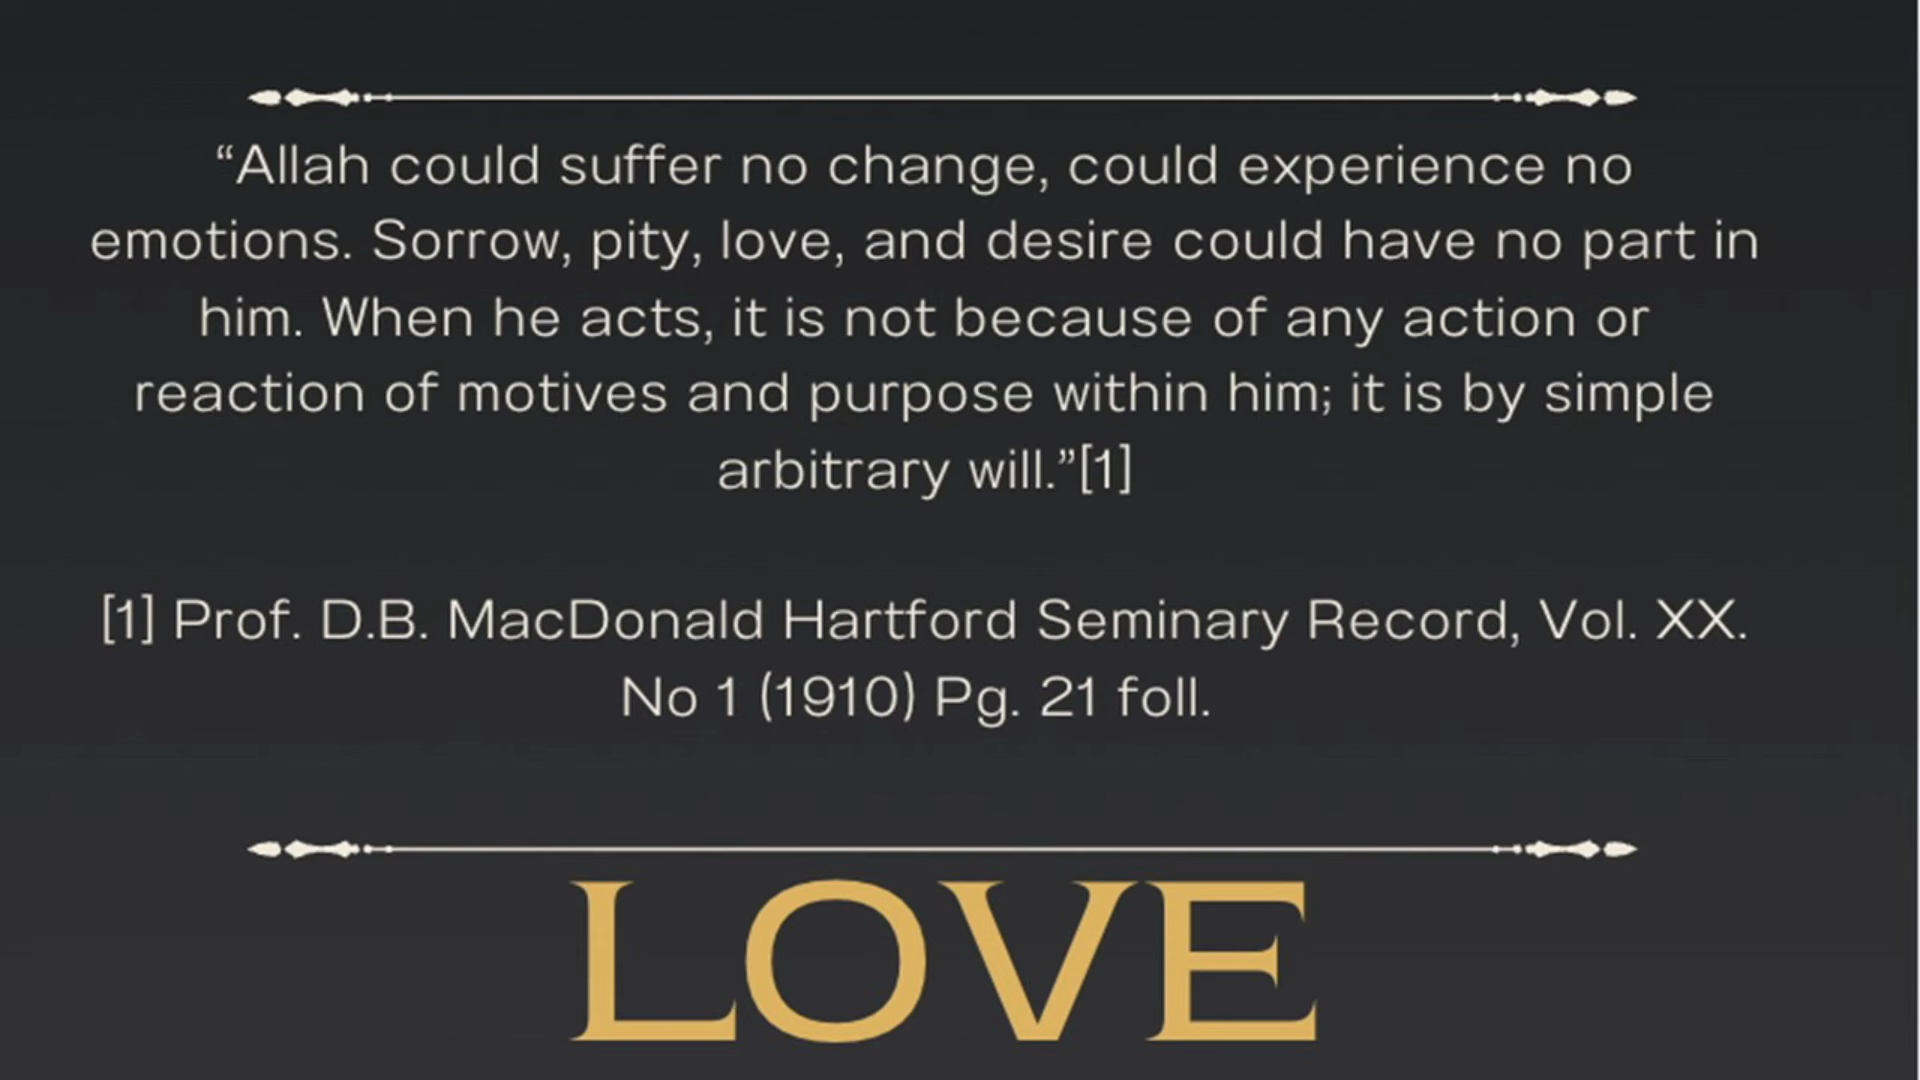 “Allah could suffer no change, could experience no
emotions. Sorrow, pity, love, and desire could have no part in
him. When he acts, it is not because of any action or
reaction of motives and purpose within him; it is by simple
arbitrary will.”[1]
[1] Prof. D.B. MacDonald Hartford Seminary Record, Vol. XX.
No 1 (1910) Pg. 21 foll.
LOVE